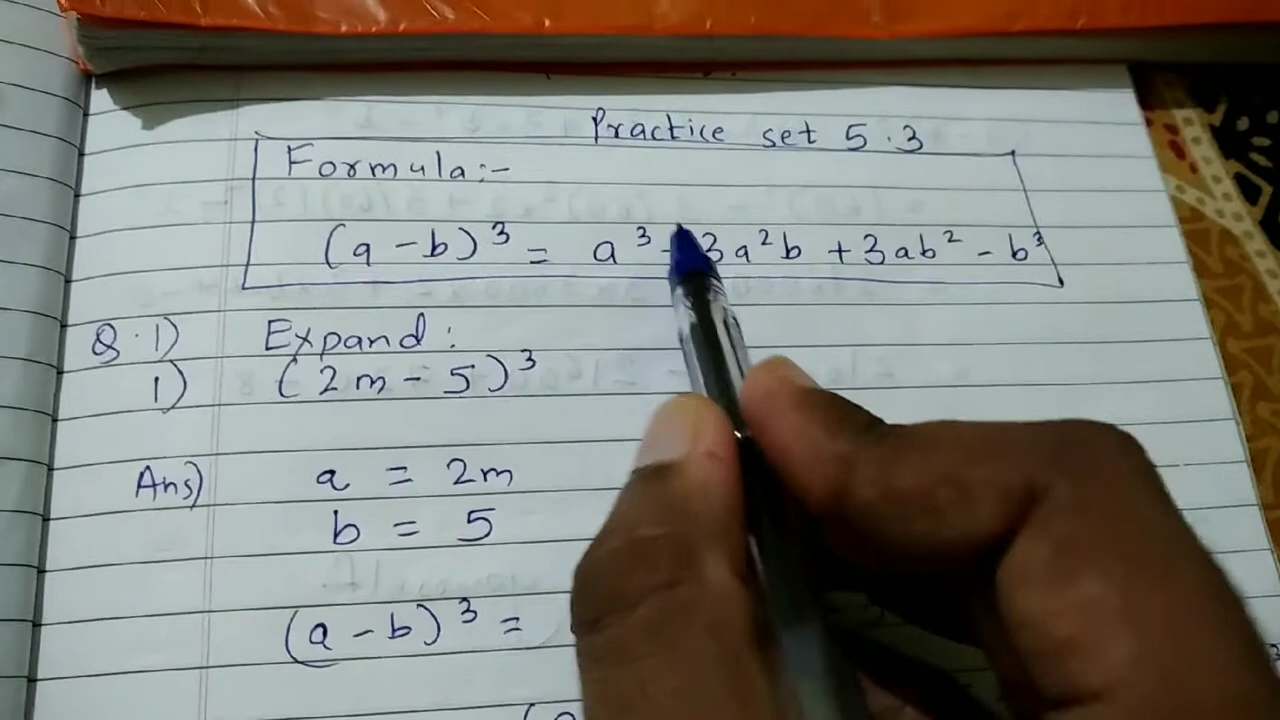 Practice set 5.3
Formula:-
(a - b)³ = a³ - 3a²b + 3ab² - b³
Q.1) Expand:
1) (2m - 5)³
Ans) a = 2m
b = 5
(a - b)³ =